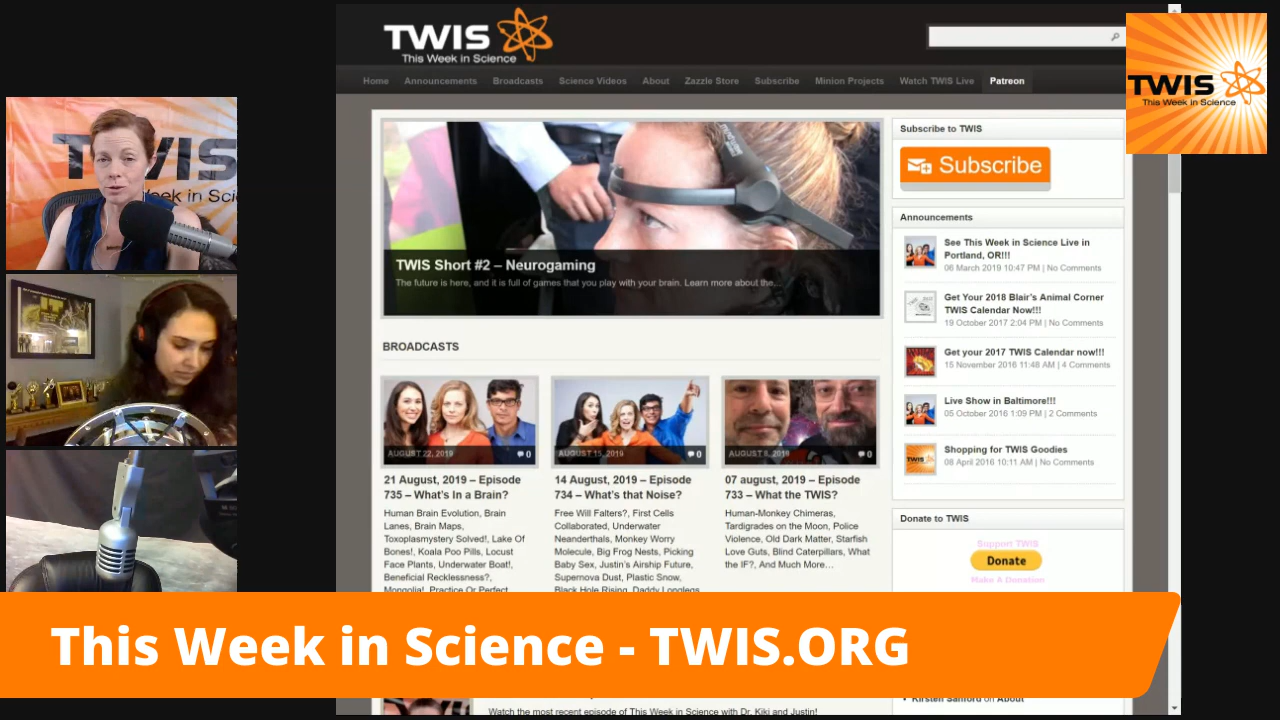 TWIS
This Week in Science
Home Announcements Broadcasts Science Videos About Zazzle Store Subscribe Minion Projects Watch TWIS Live Patreon
TWIS
This Week in Science
TWIS
TWIS Short #2 – Neurogaming
The future is here, and it is full of games that you play with your brain. Learn more about the...
BROADCASTS
AUGUST 22, 2019 0
21 August, 2019 – Episode
735 – What's In a Brain?
Human Brain Evolution, Brain
Lanes, Brain Maps,
Toxoplasmystery Solved!, Lake Of
Bones!, Koala Poo Pills, Locust
Face Plants, Underwater Boat!,
Beneficial Recklessness?,
Mongolia!, Practice Or Perfect
AUGUST 15, 2019 0
14 August, 2019 – Episode
734 – What's that Noise?
Free Will Falters?, First Cells
Collaborated, Underwater
Neanderthals, Monkey Worry
Molecule, Big Frog Nests, Picking
Baby Sex, Justin's Airship Future,
Supernova Dust, Plastic Snow,
Black Hole Rising, Daddy Longlegs
AUGUST 8, 2019 0
07 august, 2019 – Episode
733 – What the TWIS?
Human-Monkey Chimeras,
Tardigrades on the Moon, Police
Violence, Old Dark Matter, Starfish
Love Guts, Blind Caterpillars, What
the IF?, And Much More...
Subscribe to TWIS
Subscribe
Announcements
See This Week in Science Live in
Portland, OR!!!
06 March 2019 10:47 PM | No Comments
Get Your 2018 Blair's Animal Corner
TWIS Calendar Now!!!
19 October 2017 2:04 PM | No Comments
Get your 2017 TWIS Calendar now!!!
15 November 2016 11:48 AM | 4 Comments
Live Show in Baltimore!!!
05 October 2016 1:09 PM | 2 Comments
TWIS
Shopping for TWIS Goodies
08 April 2016 10:11 AM | No Comments
Donate to TWIS
Support TWIS
Donate
Make A Donation
This Week in Science - TWIS.ORG
Kirsten Sanford on About
Watch the most recent episode of This Week in Science with Dr. Kiki and Justin!